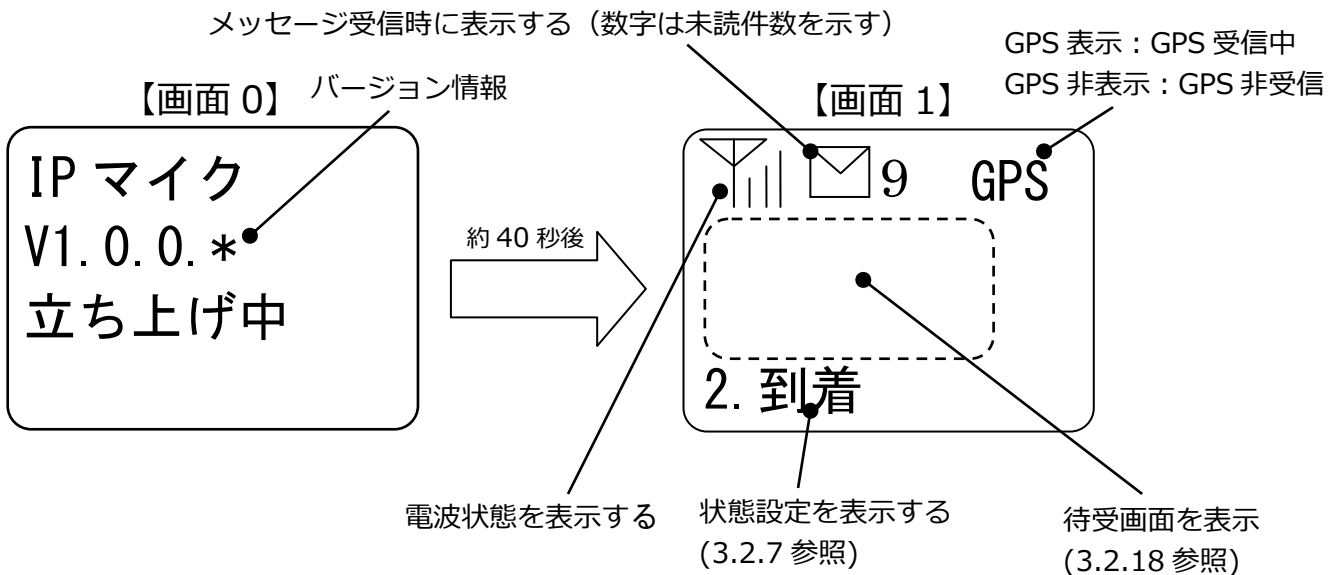 メッセージ受信時に表示する（数字は未読件数を示す）
GPS 表示：GPS 受信中
GPS 非表示：GPS 非受信
【画面 0】
バージョン情報
【画面 1】
IP マイク
V1.0.0.*
立ち上げ中
約 40 秒後
9
GPS
2. 到着
電波状態を表示する
状態設定を表示する
(3.2.7 参照)
待受画面を表示
(3.2.18 参照)